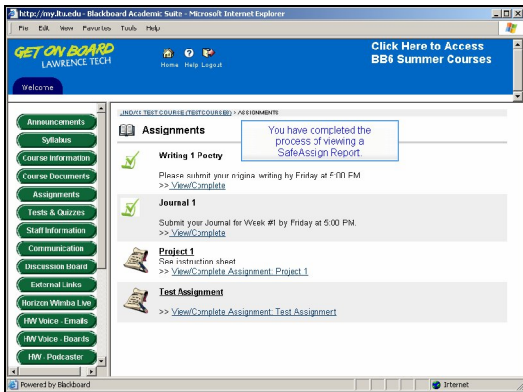 http://my.ltu.edu - Blackboard Academic Suite - Microsoft Internet Explorer
File Edit View Favorites Tools Help
GET ON BOARD
LAWRENCE TECH
Home Help Logout
Click Here to Access
BB6 Summer Courses
Welcome
Announcements
Syllabus
Course Information
Course Documents
Assignments
Tests & Quizzes
Staff Information
Communication
Discussion Board
External Links
Horizon Wimba Live
HW Voice - Emails
HW Voice - Boards
HW - Podcaster
TEST COURSE (TESTCOURSEB) > ASSIGNMENTS
Assignments
You have completed the
process of viewing a
SafeAssign Report.
Writing 1 Poetry
Please submit your original writing by Friday at 5:00 PM
>> View/Complete
Journal 1
Submit your Journal for Week #1 by Friday at 5:00 PM.
>> View/Complete
Project 1
See instruction sheet
>> View/Complete Assignment: Project 1
Test Assignment
>> View/Complete Assignment: Test Assignment
Powered by Blackboard
Internet